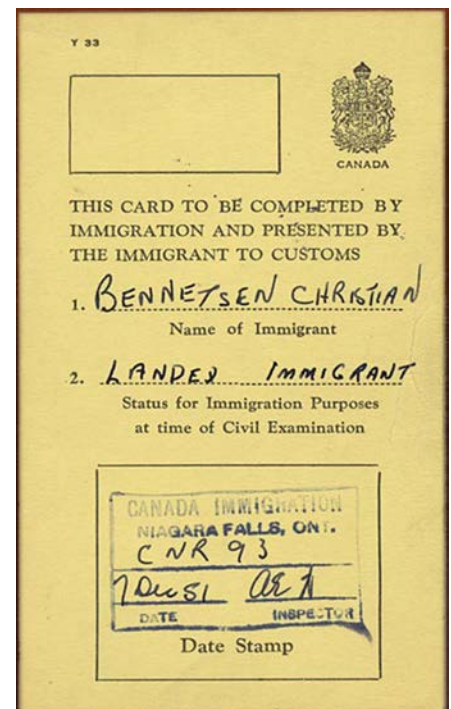 Y 33
CANADA
THIS CARD TO BE COMPLETED BY
IMMIGRATION AND PRESENTED BY
THE IMMIGRANT TO CUSTOMS
1. BENNETSEN CHRISTIAN
Name of Immigrant
2. LANDED IMMIGRANT
Status for Immigration Purposes
at time of Civil Examination
CANADA IMMIGRATION
NIAGARA FALLS, ONT.
CNR 93
7 Dec 51
DATE INSPECTOR
Date Stamp